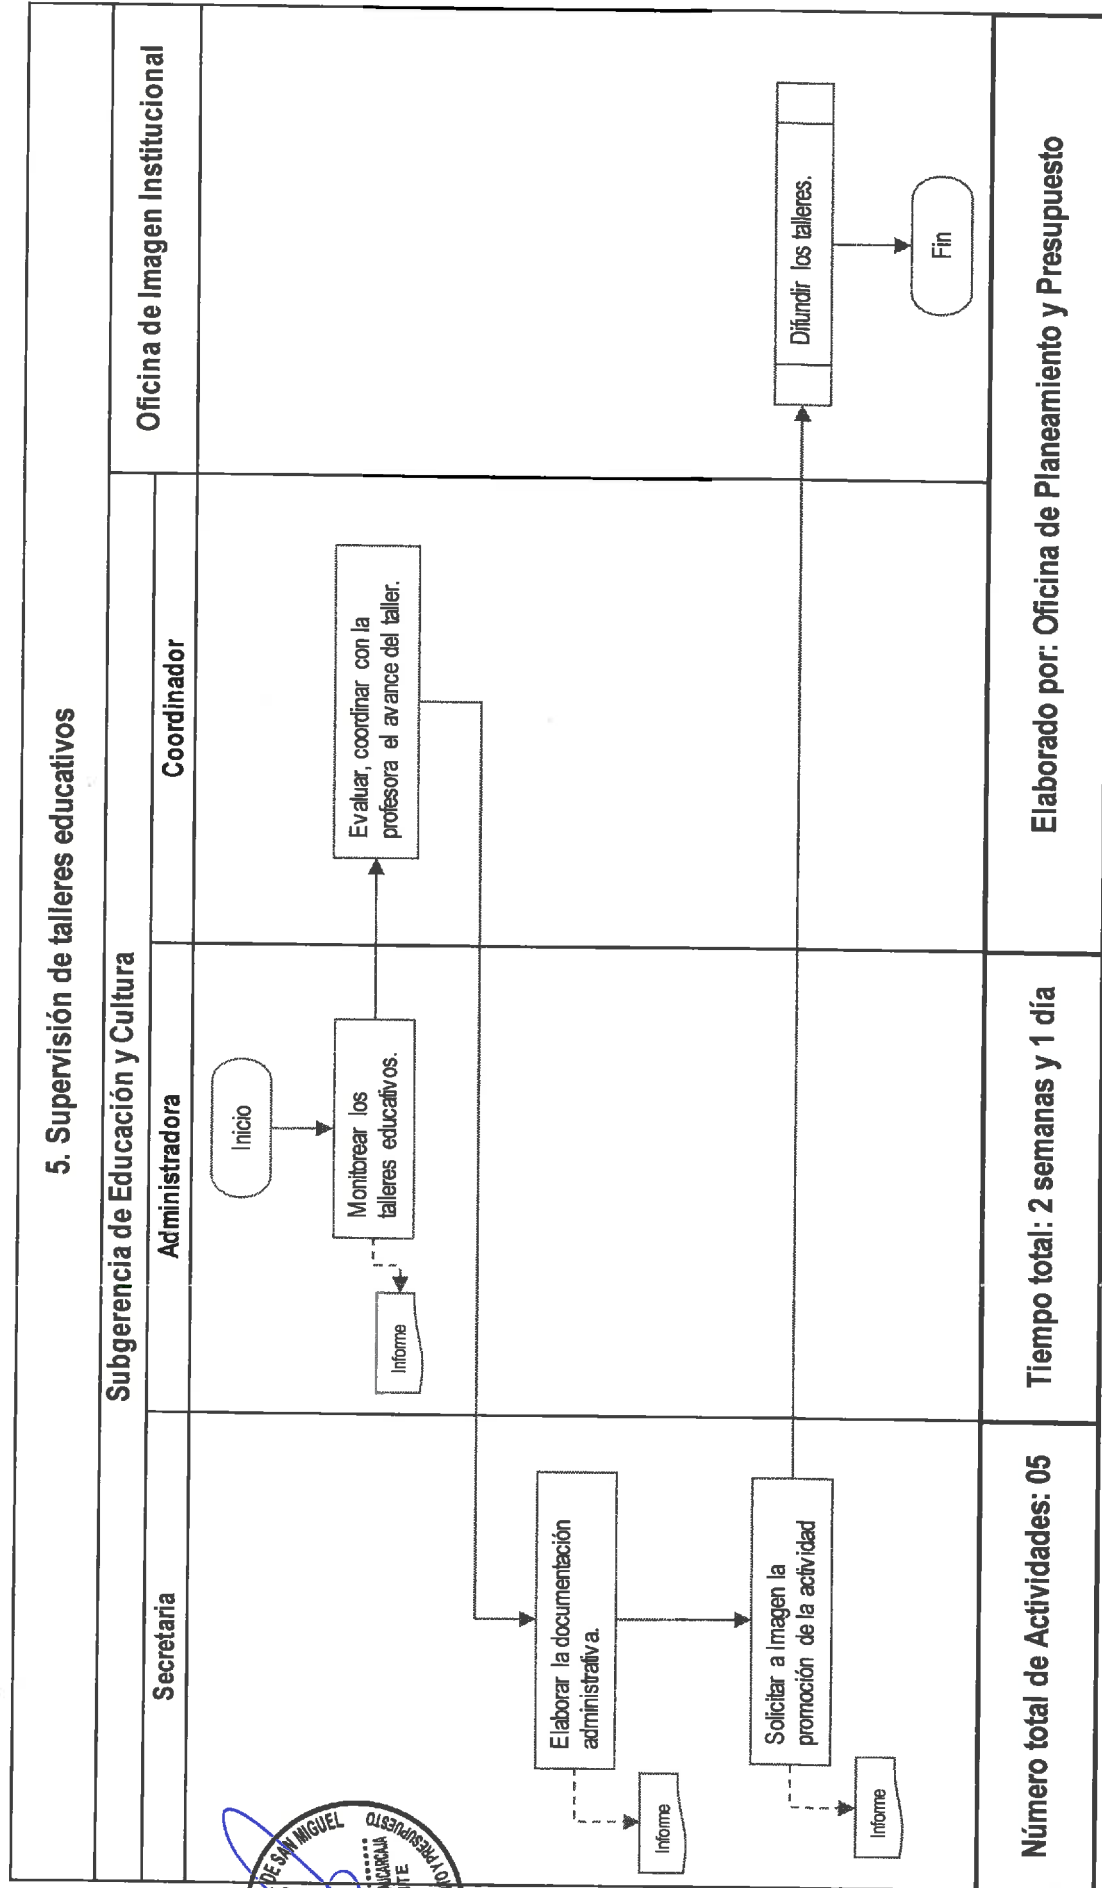 5. Supervisión de talleres educativos
Subgerencia de Educación y Cultura
Oficina de Imagen Institucional
Secretaria
Administradora
Coordinador
Inicio
Monitorear los
talleres educativos.
Informe
Evaluar, coordinar con la
profesora el avance del taller.
Elaborar la documentación
administrativa.
Informe
Solicitar a Imagen la
promoción de la actividad
Informe
Difundir los talleres.
Fin
DE SAN MIGUEL
Número total de Actividades: 05
Tiempo total: 2 semanas y 1 día
Elaborado por: Oficina de Planeamiento y Presupuesto